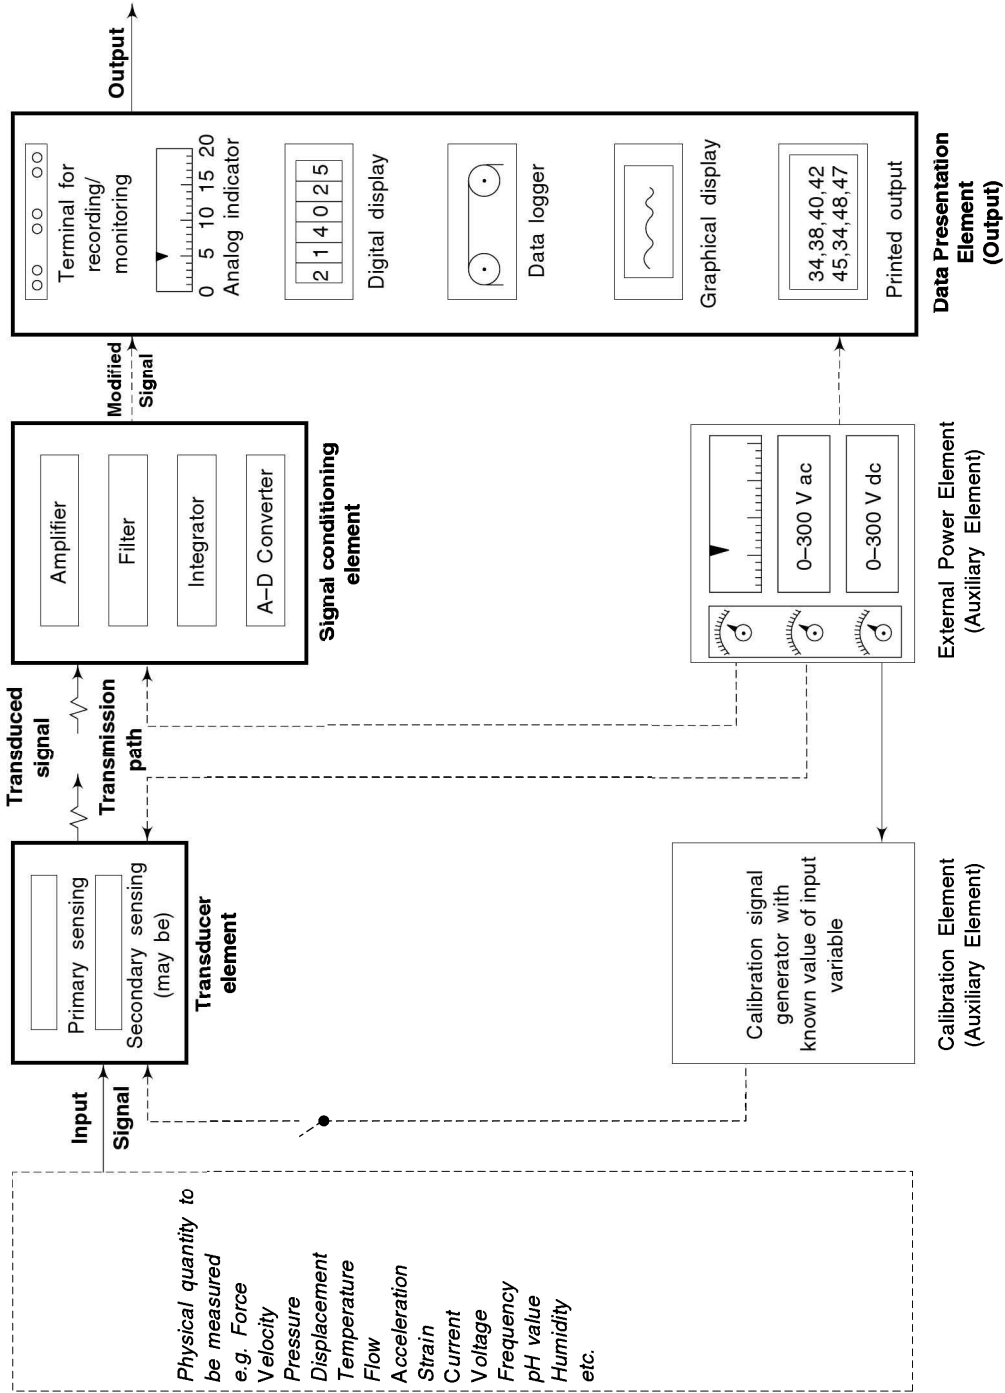 Physical quantity to
be measured
e.g. Force
Velocity
Pressure
Displacement
Temperature
Flow
Acceleration
Strain
Current
Voltage
Frequency
pH value
Humidity
etc.
Input
Signal
Primary sensing
Secondary sensing
(may be)
Transducer
element
Transduced
signal
Transmission
path
Amplifier
Filter
Integrator
A–D Converter
Signal conditioning
element
Modified
Signal
Terminal for
recording/
monitoring
0 5 10 15 20
Analog indicator
2 1 4 0 2 5
Digital display
Data logger
Graphical display
34,38,40,42
45,34,48,47
Printed output
Data Presentation
Element
(Output)
Output
Calibration signal
generator with
known value of input
variable
Calibration Element
(Auxiliary Element)
0–300 V ac
0–300 V dc
External Power Element
(Auxiliary Element)